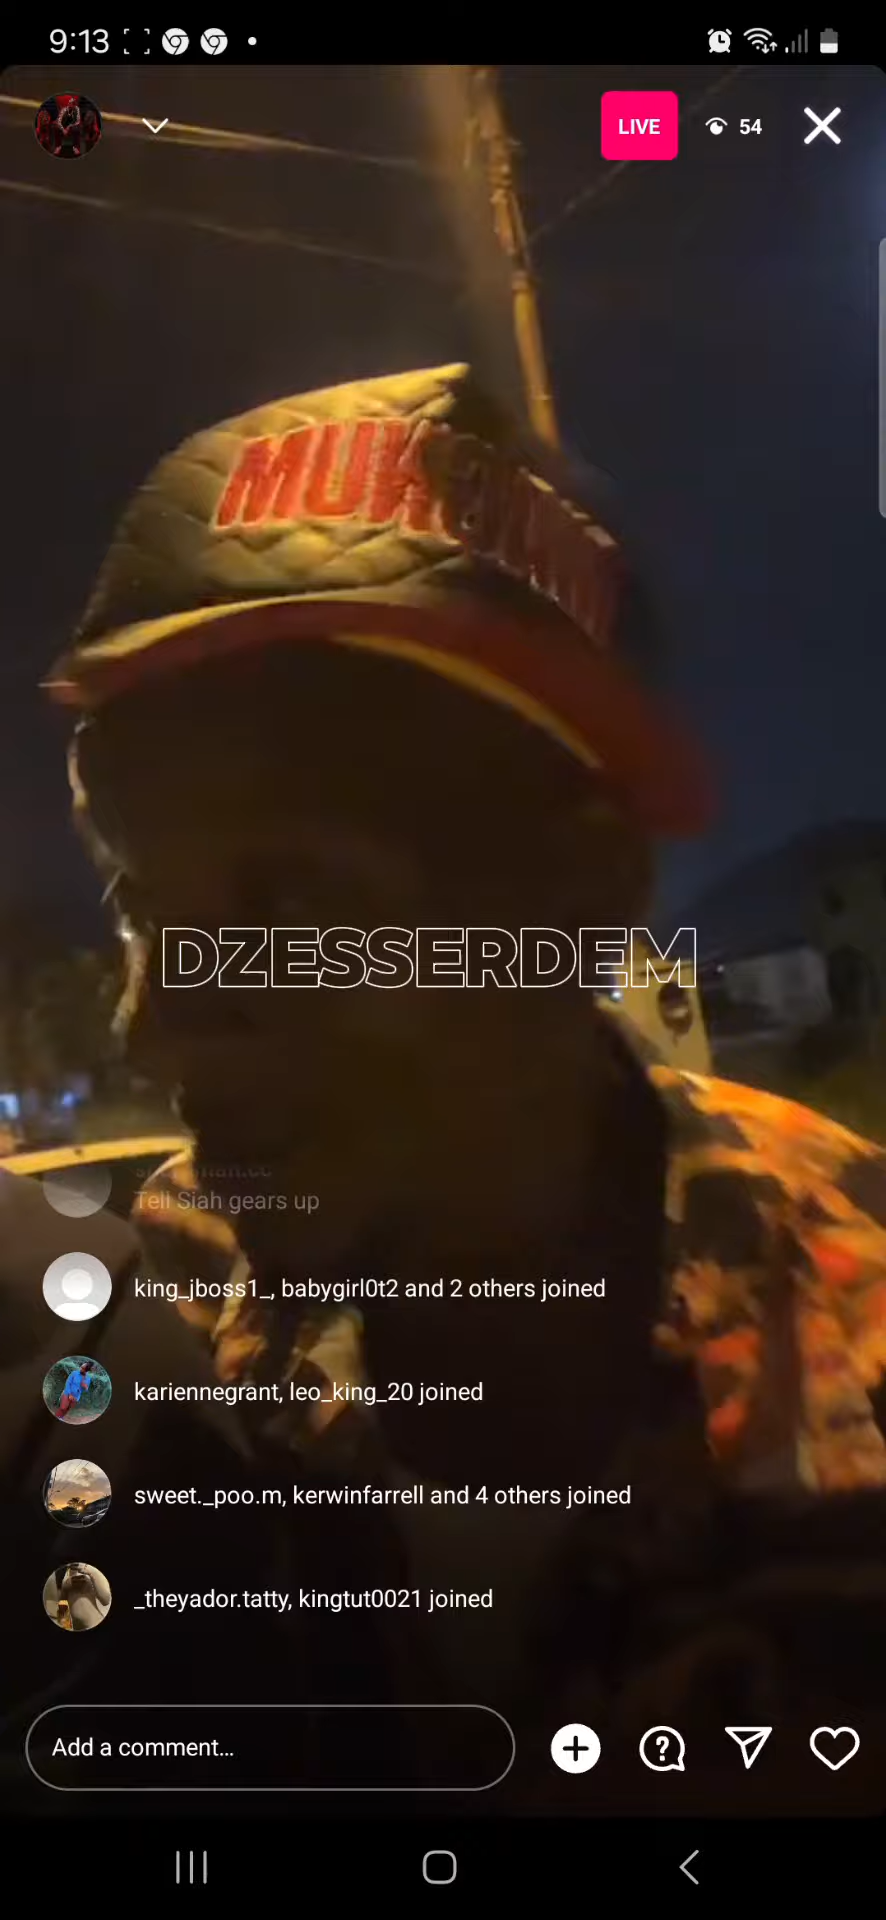 9:13
LIVE
54
MUK
DZESSERDEM
Tell Siah gears up
king_jboss1_, babygirl0t2 and 2 others joined
kariennegrant, leo_king_20 joined
sweet._poo.m, kerwinfarrell and 4 others joined
_theyador.tatty, kingtut0021 joined
Add a comment...